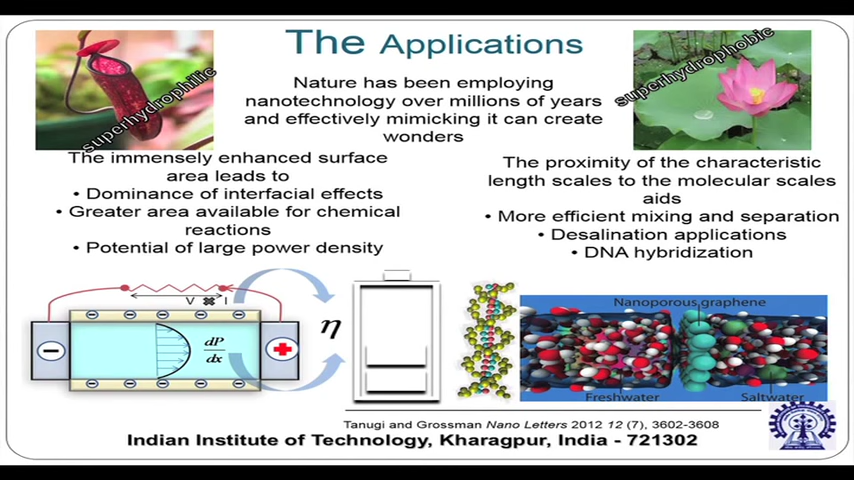 The Applications
superhydrophilic
superhydrophobic
Nature has been employing
nanotechnology over millions of years
and effectively mimicking it can create
wonders
The immensely enhanced surface
area leads to
• Dominance of interfacial effects
• Greater area available for chemical
reactions
• Potential of large power density
The proximity of the characteristic
length scales to the molecular scales
aids
• More efficient mixing and separation
• Desalination applications
• DNA hybridization
V ⌘ I
dP
dx
η
Nanoporous graphene
Freshwater
Saltwater
Tanugi and Grossman Nano Letters 2012 12 (7), 3602-3608
Indian Institute of Technology, Kharagpur, India - 721302